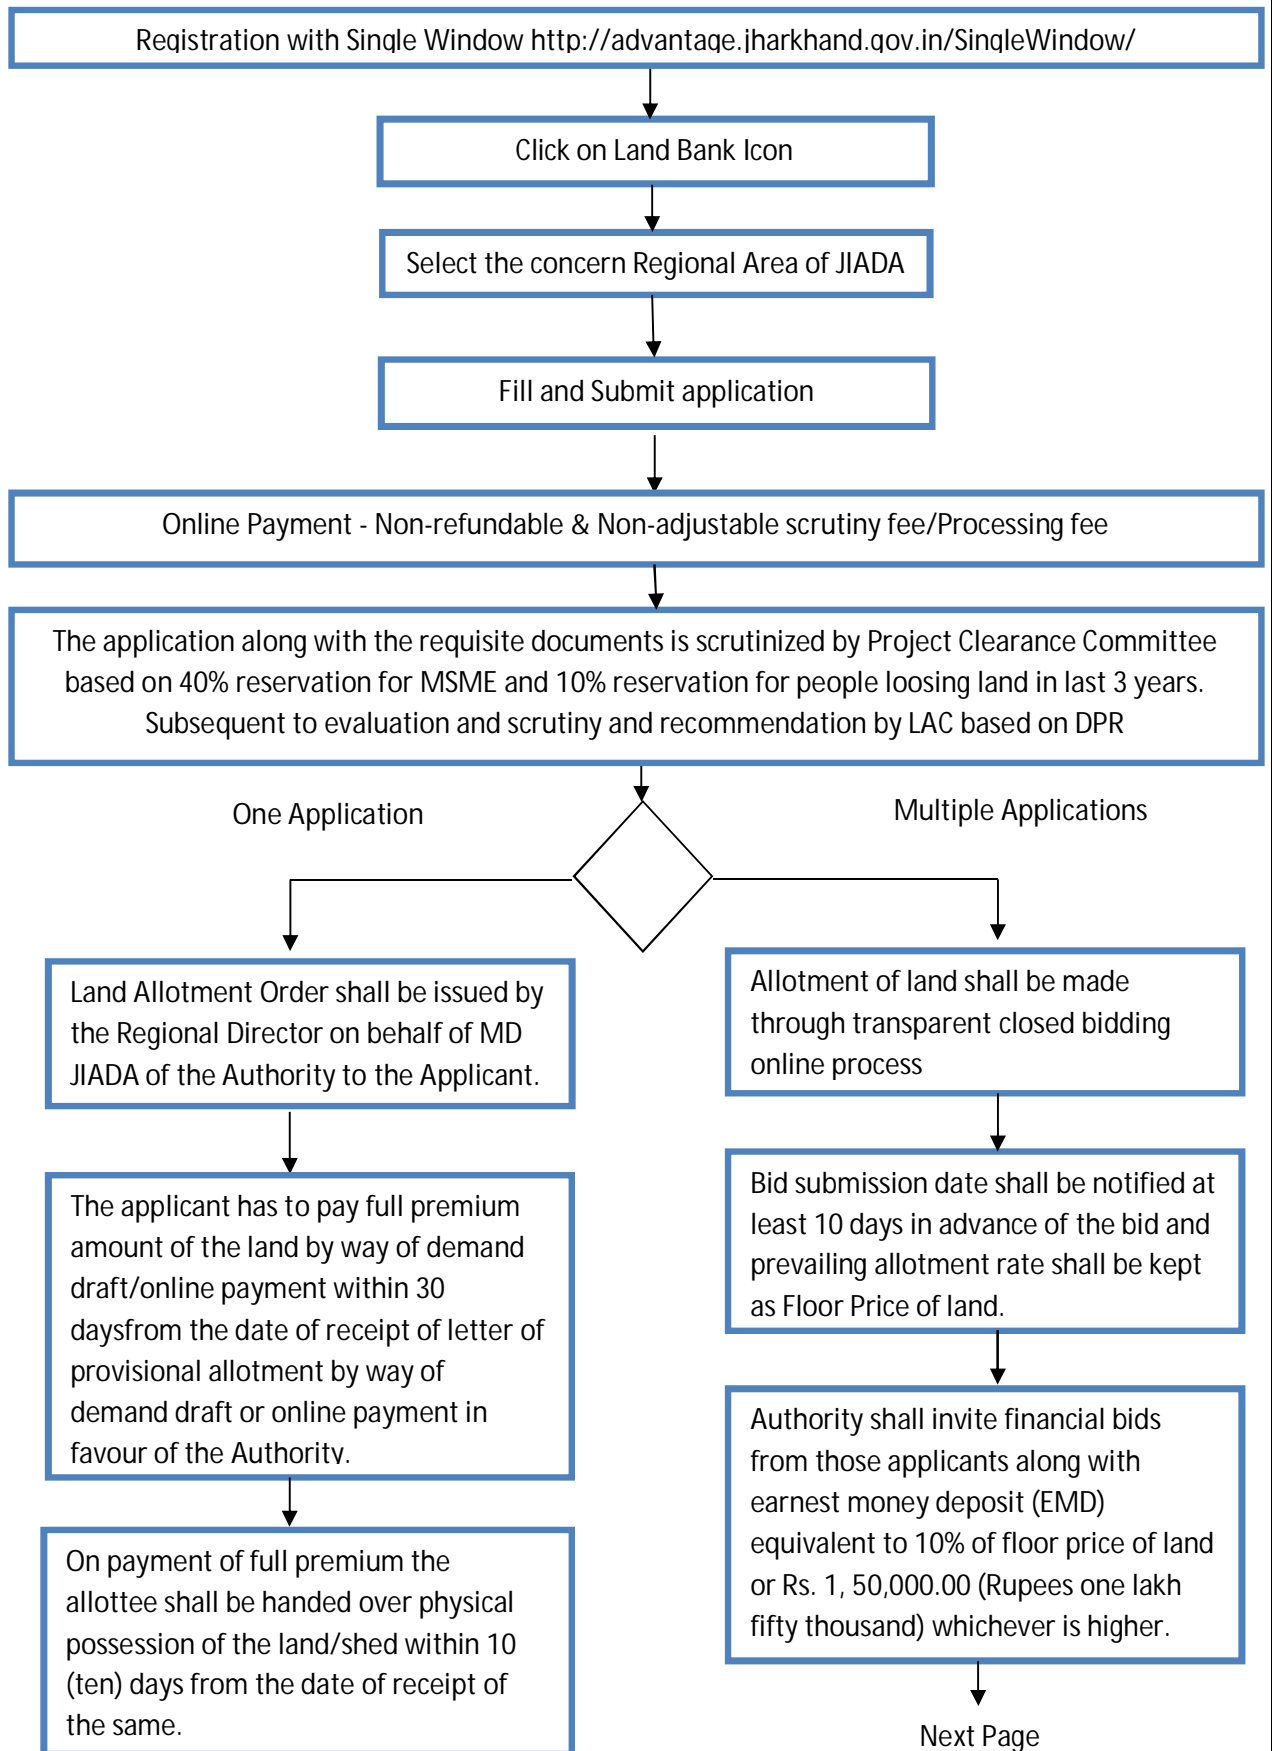 Registration with Single Window http://advantage.jharkhand.gov.in/SingleWindow/
Click on Land Bank Icon
Select the concern Regional Area of JIADA
Fill and Submit application
Online Payment - Non-refundable & Non-adjustable scrutiny fee/Processing fee
The application along with the requisite documents is scrutinized by Project Clearance Committee
based on 40% reservation for MSME and 10% reservation for people loosing land in last 3 years.
Subsequent to evaluation and scrutiny and recommendation by LAC based on DPR
One Application
Multiple Applications
Land Allotment Order shall be issued by
the Regional Director on behalf of MD
JIADA of the Authority to the Applicant.
The applicant has to pay full premium
amount of the land by way of demand
draft/online payment within 30
daysfrom the date of receipt of letter of
provisional allotment by way of
demand draft or online payment in
favour of the Authority.
On payment of full premium the
allottee shall be handed over physical
possession of the land/shed within 10
(ten) days from the date of receipt of
the same.
Allotment of land shall be made
through transparent closed bidding
online process
Bid submission date shall be notified at
least 10 days in advance of the bid and
prevailing allotment rate shall be kept
as Floor Price of land.
Authority shall invite financial bids
from those applicants along with
earnest money deposit (EMD)
equivalent to 10% of floor price of land
or Rs. 1, 50,000.00 (Rupees one lakh
fifty thousand) whichever is higher.
Next Page